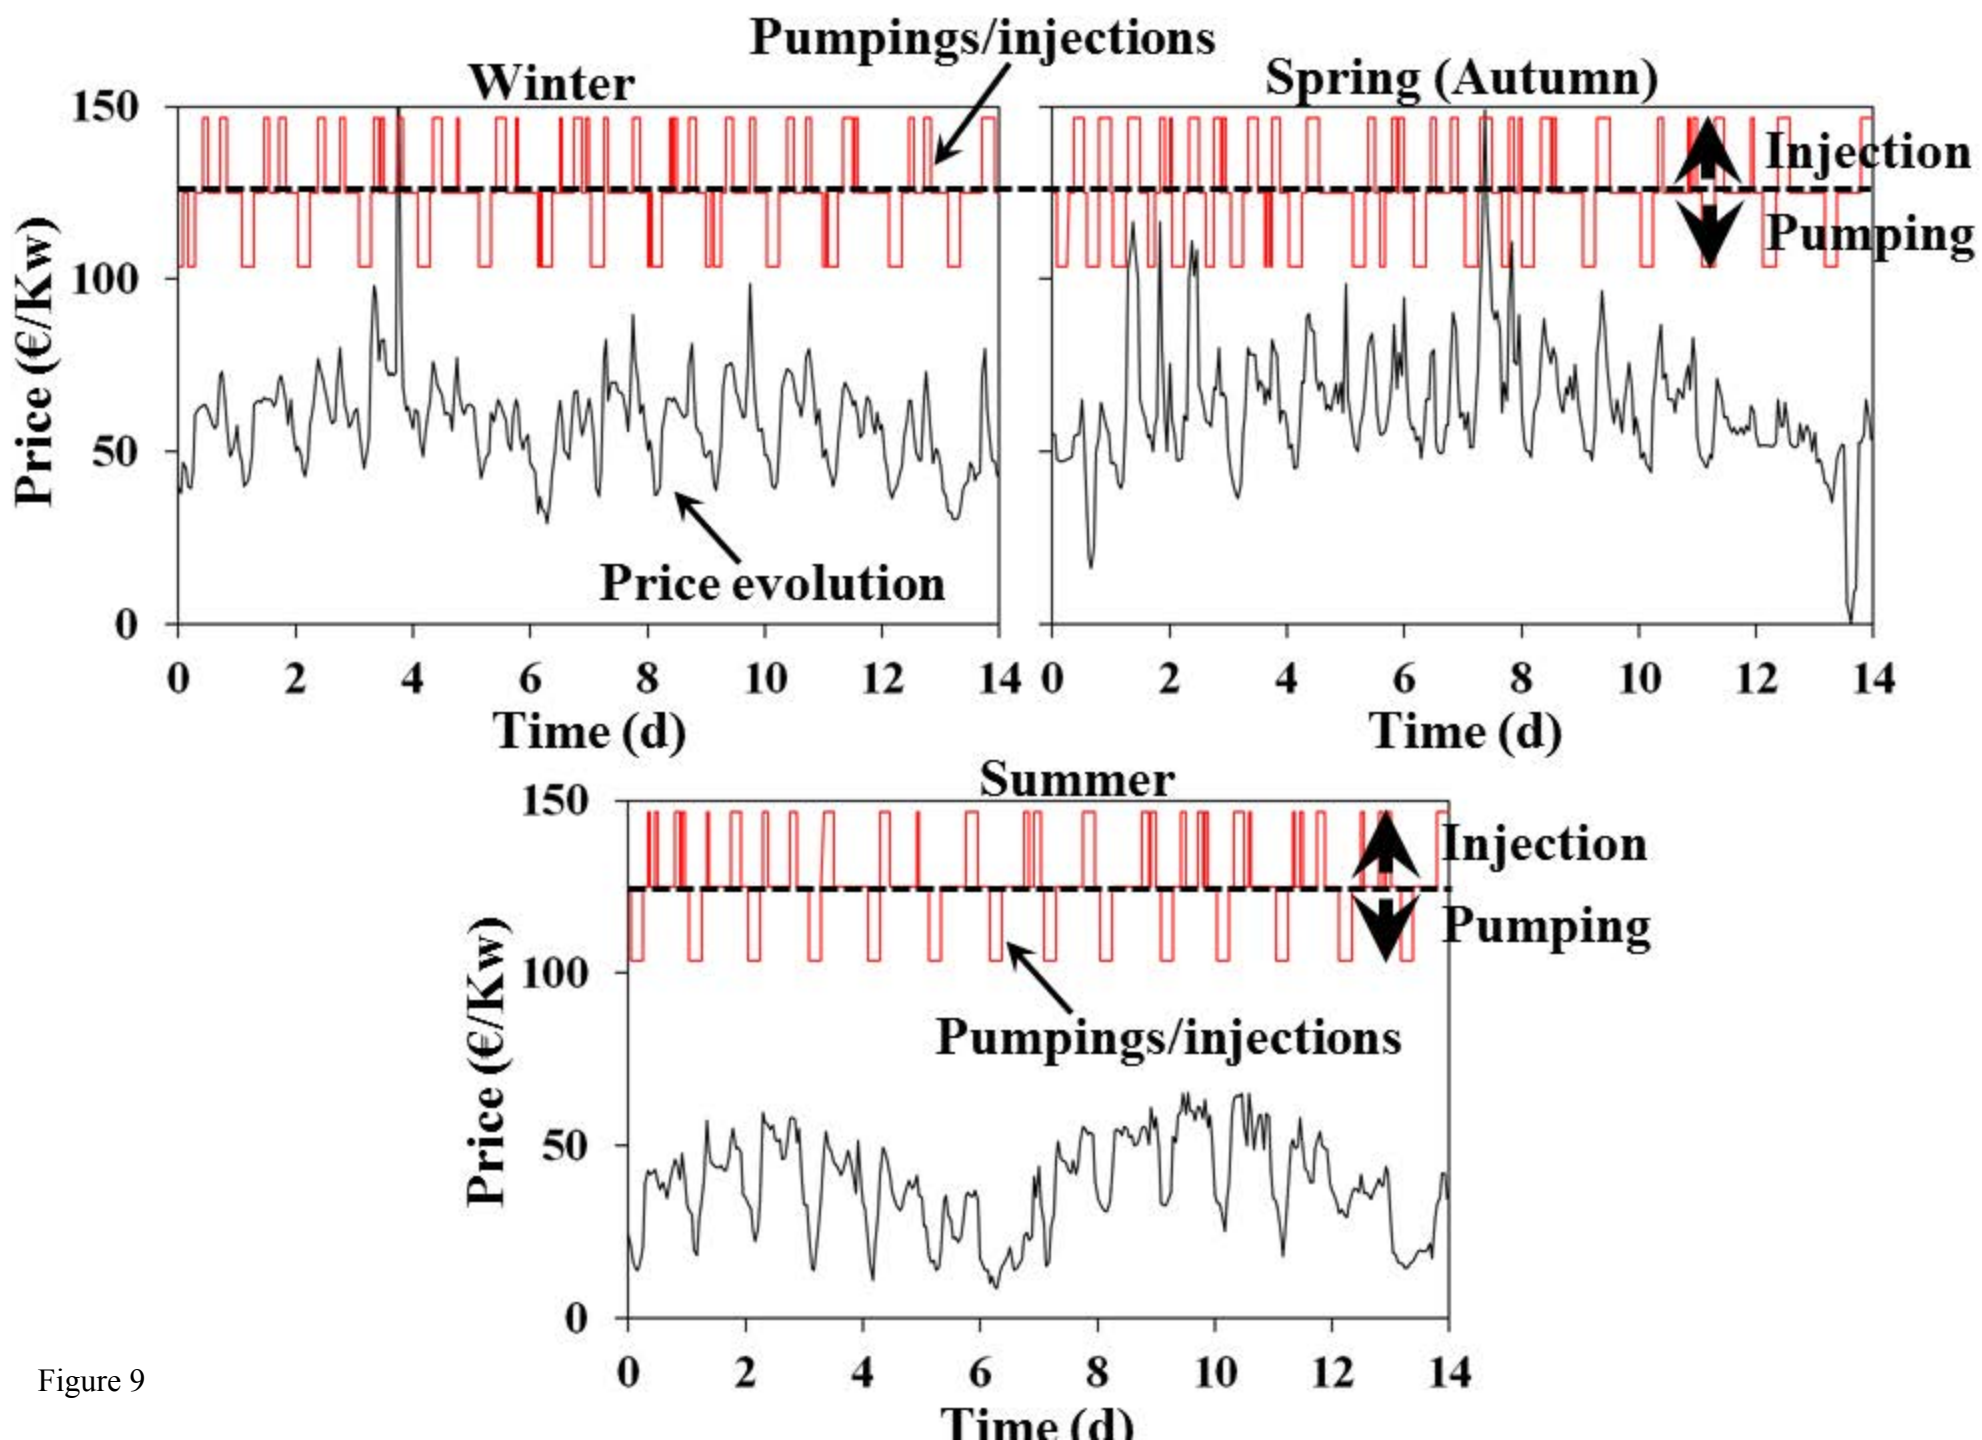 Pumpings/injections
Winter
Spring (Autumn)
150
100
50
0
Price (€/Kw)
Injection
Pumping
Price evolution
0 2 4 6 8 10 12 14
0 2 4 6 8 10 12 14
Time (d)
Time (d)
Summer
150
100
50
0
Price (€/Kw)
Injection
Pumping
Pumpings/injections
0 2 4 6 8 10 12 14
Time (d)
Figure 9